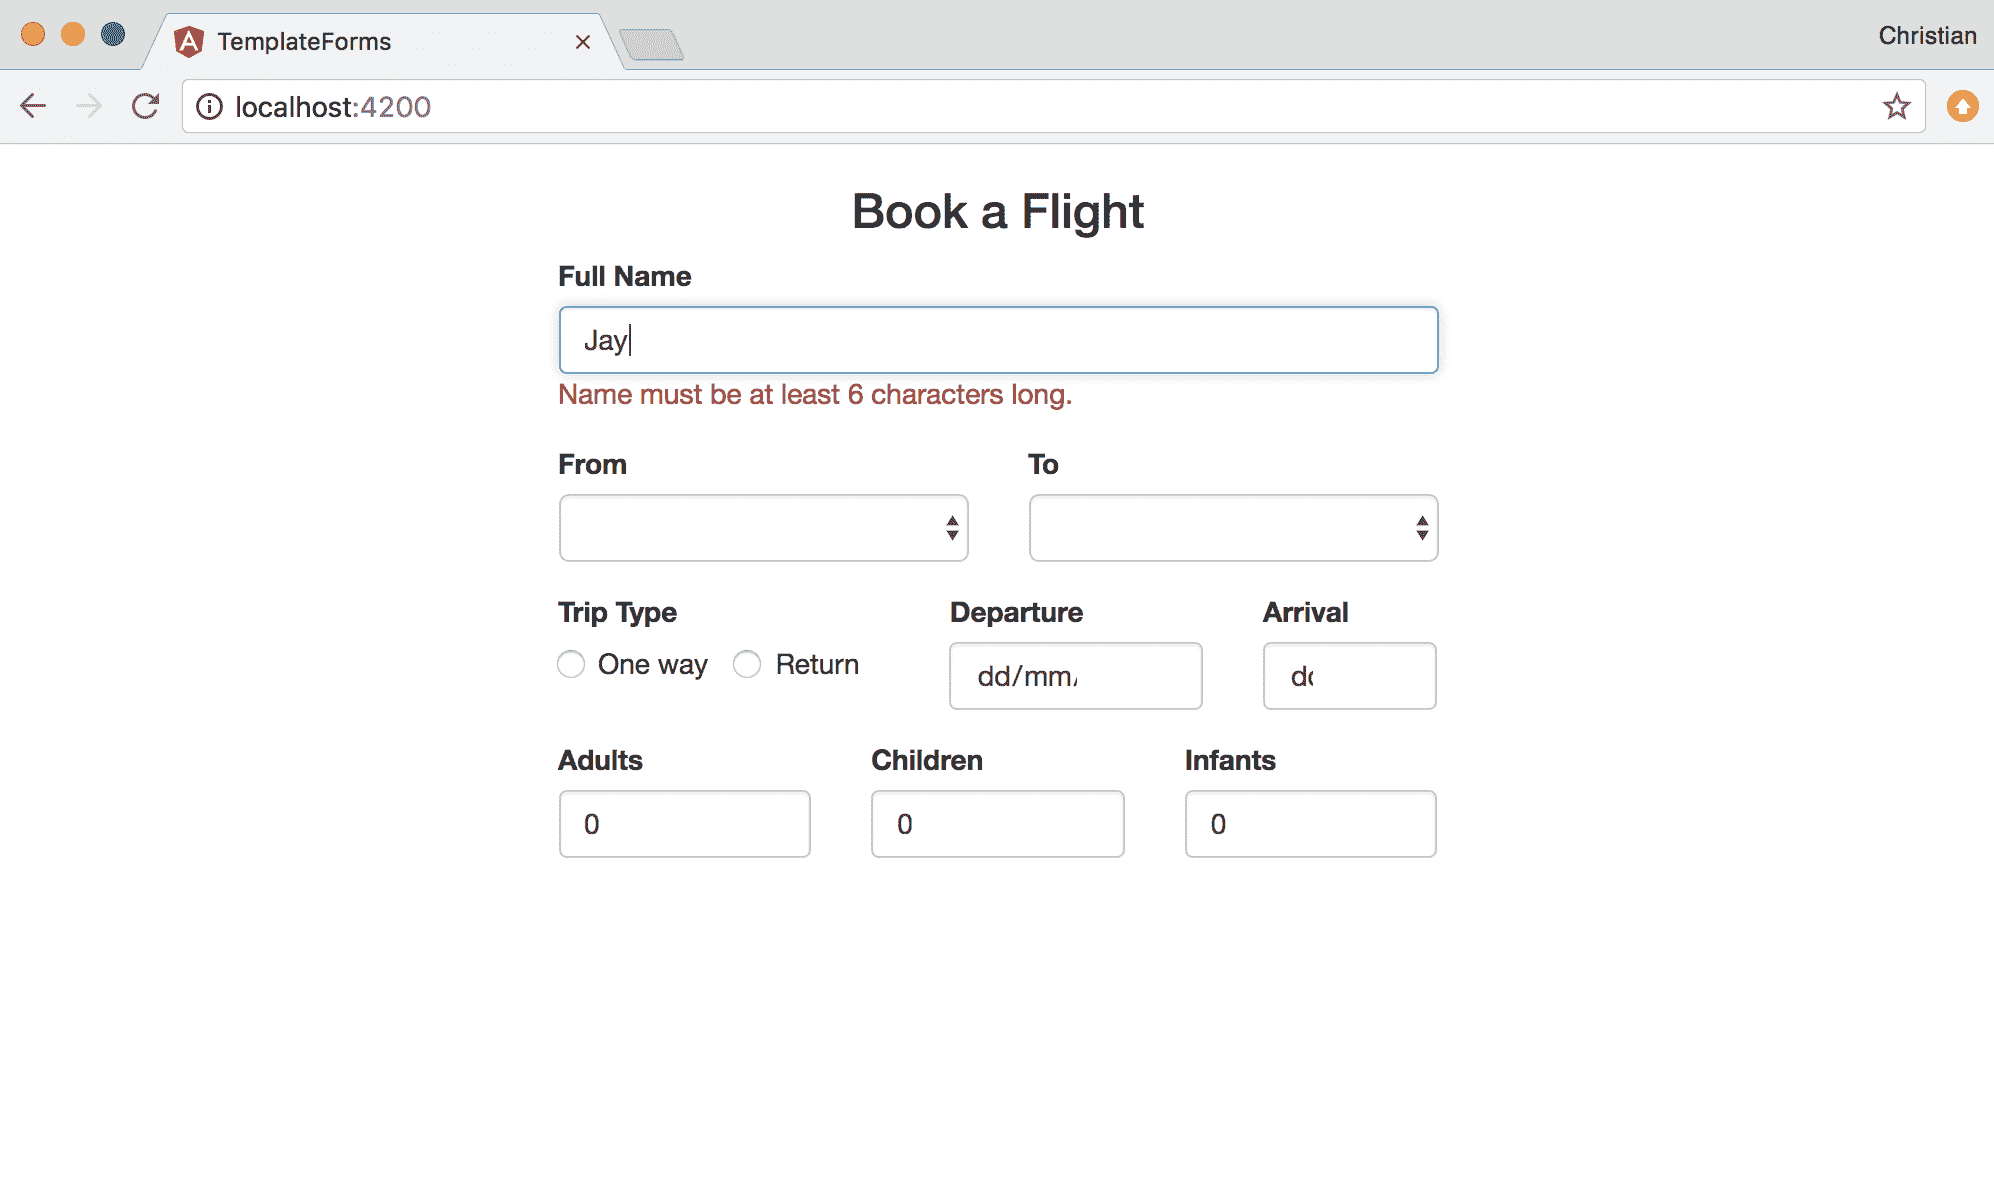 TemplateForms
Christian
localhost:4200
Book a Flight
Full Name
Jay
Name must be at least 6 characters long.
From To
Trip Type Departure Arrival
One way Return dd/mm/ dd
Adults Children Infants
0 0 0